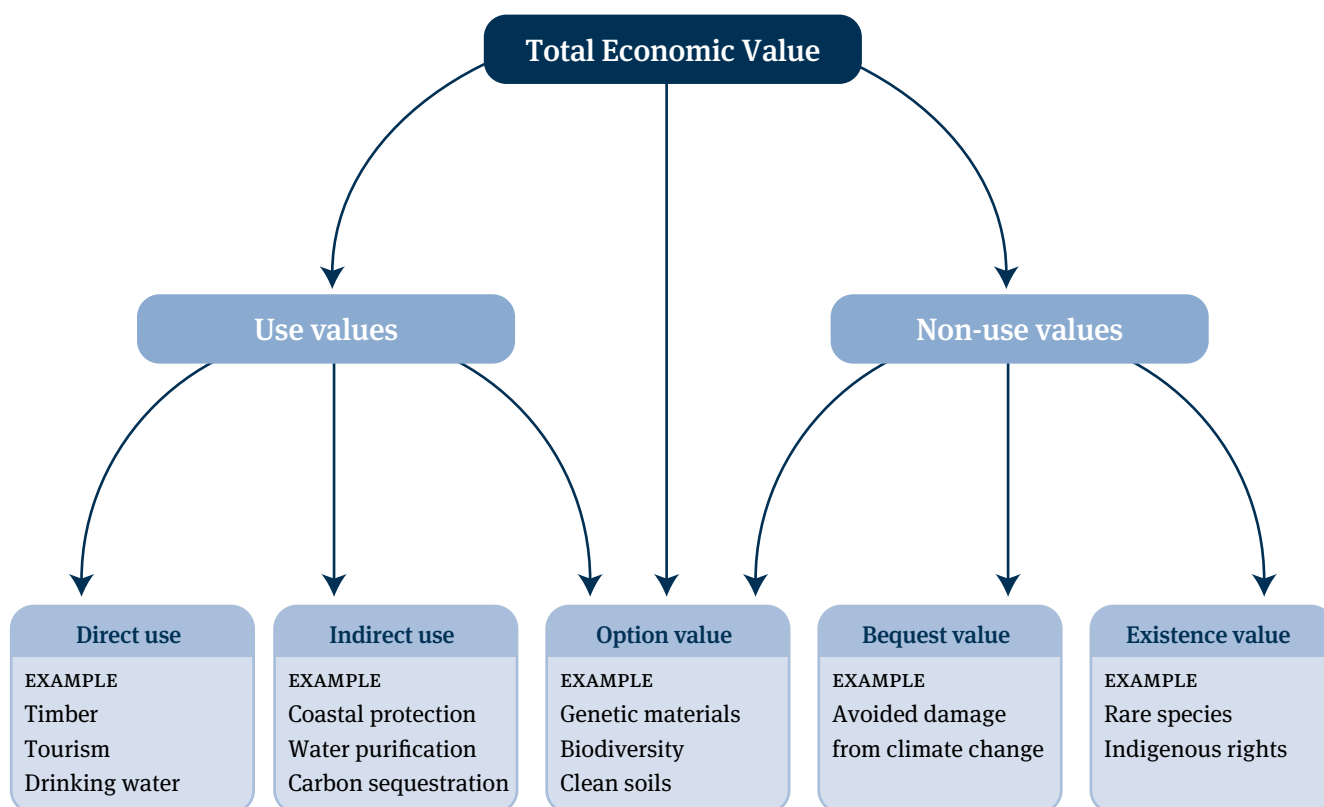 Total Economic Value
Use values
Non-use values
Direct use
EXAMPLE
Timber
Tourism
Drinking water
Indirect use
EXAMPLE
Coastal protection
Water purification
Carbon sequestration
Option value
EXAMPLE
Genetic materials
Biodiversity
Clean soils
Bequest value
EXAMPLE
Avoided damage
from climate change
Existence value
EXAMPLE
Rare species
Indigenous rights